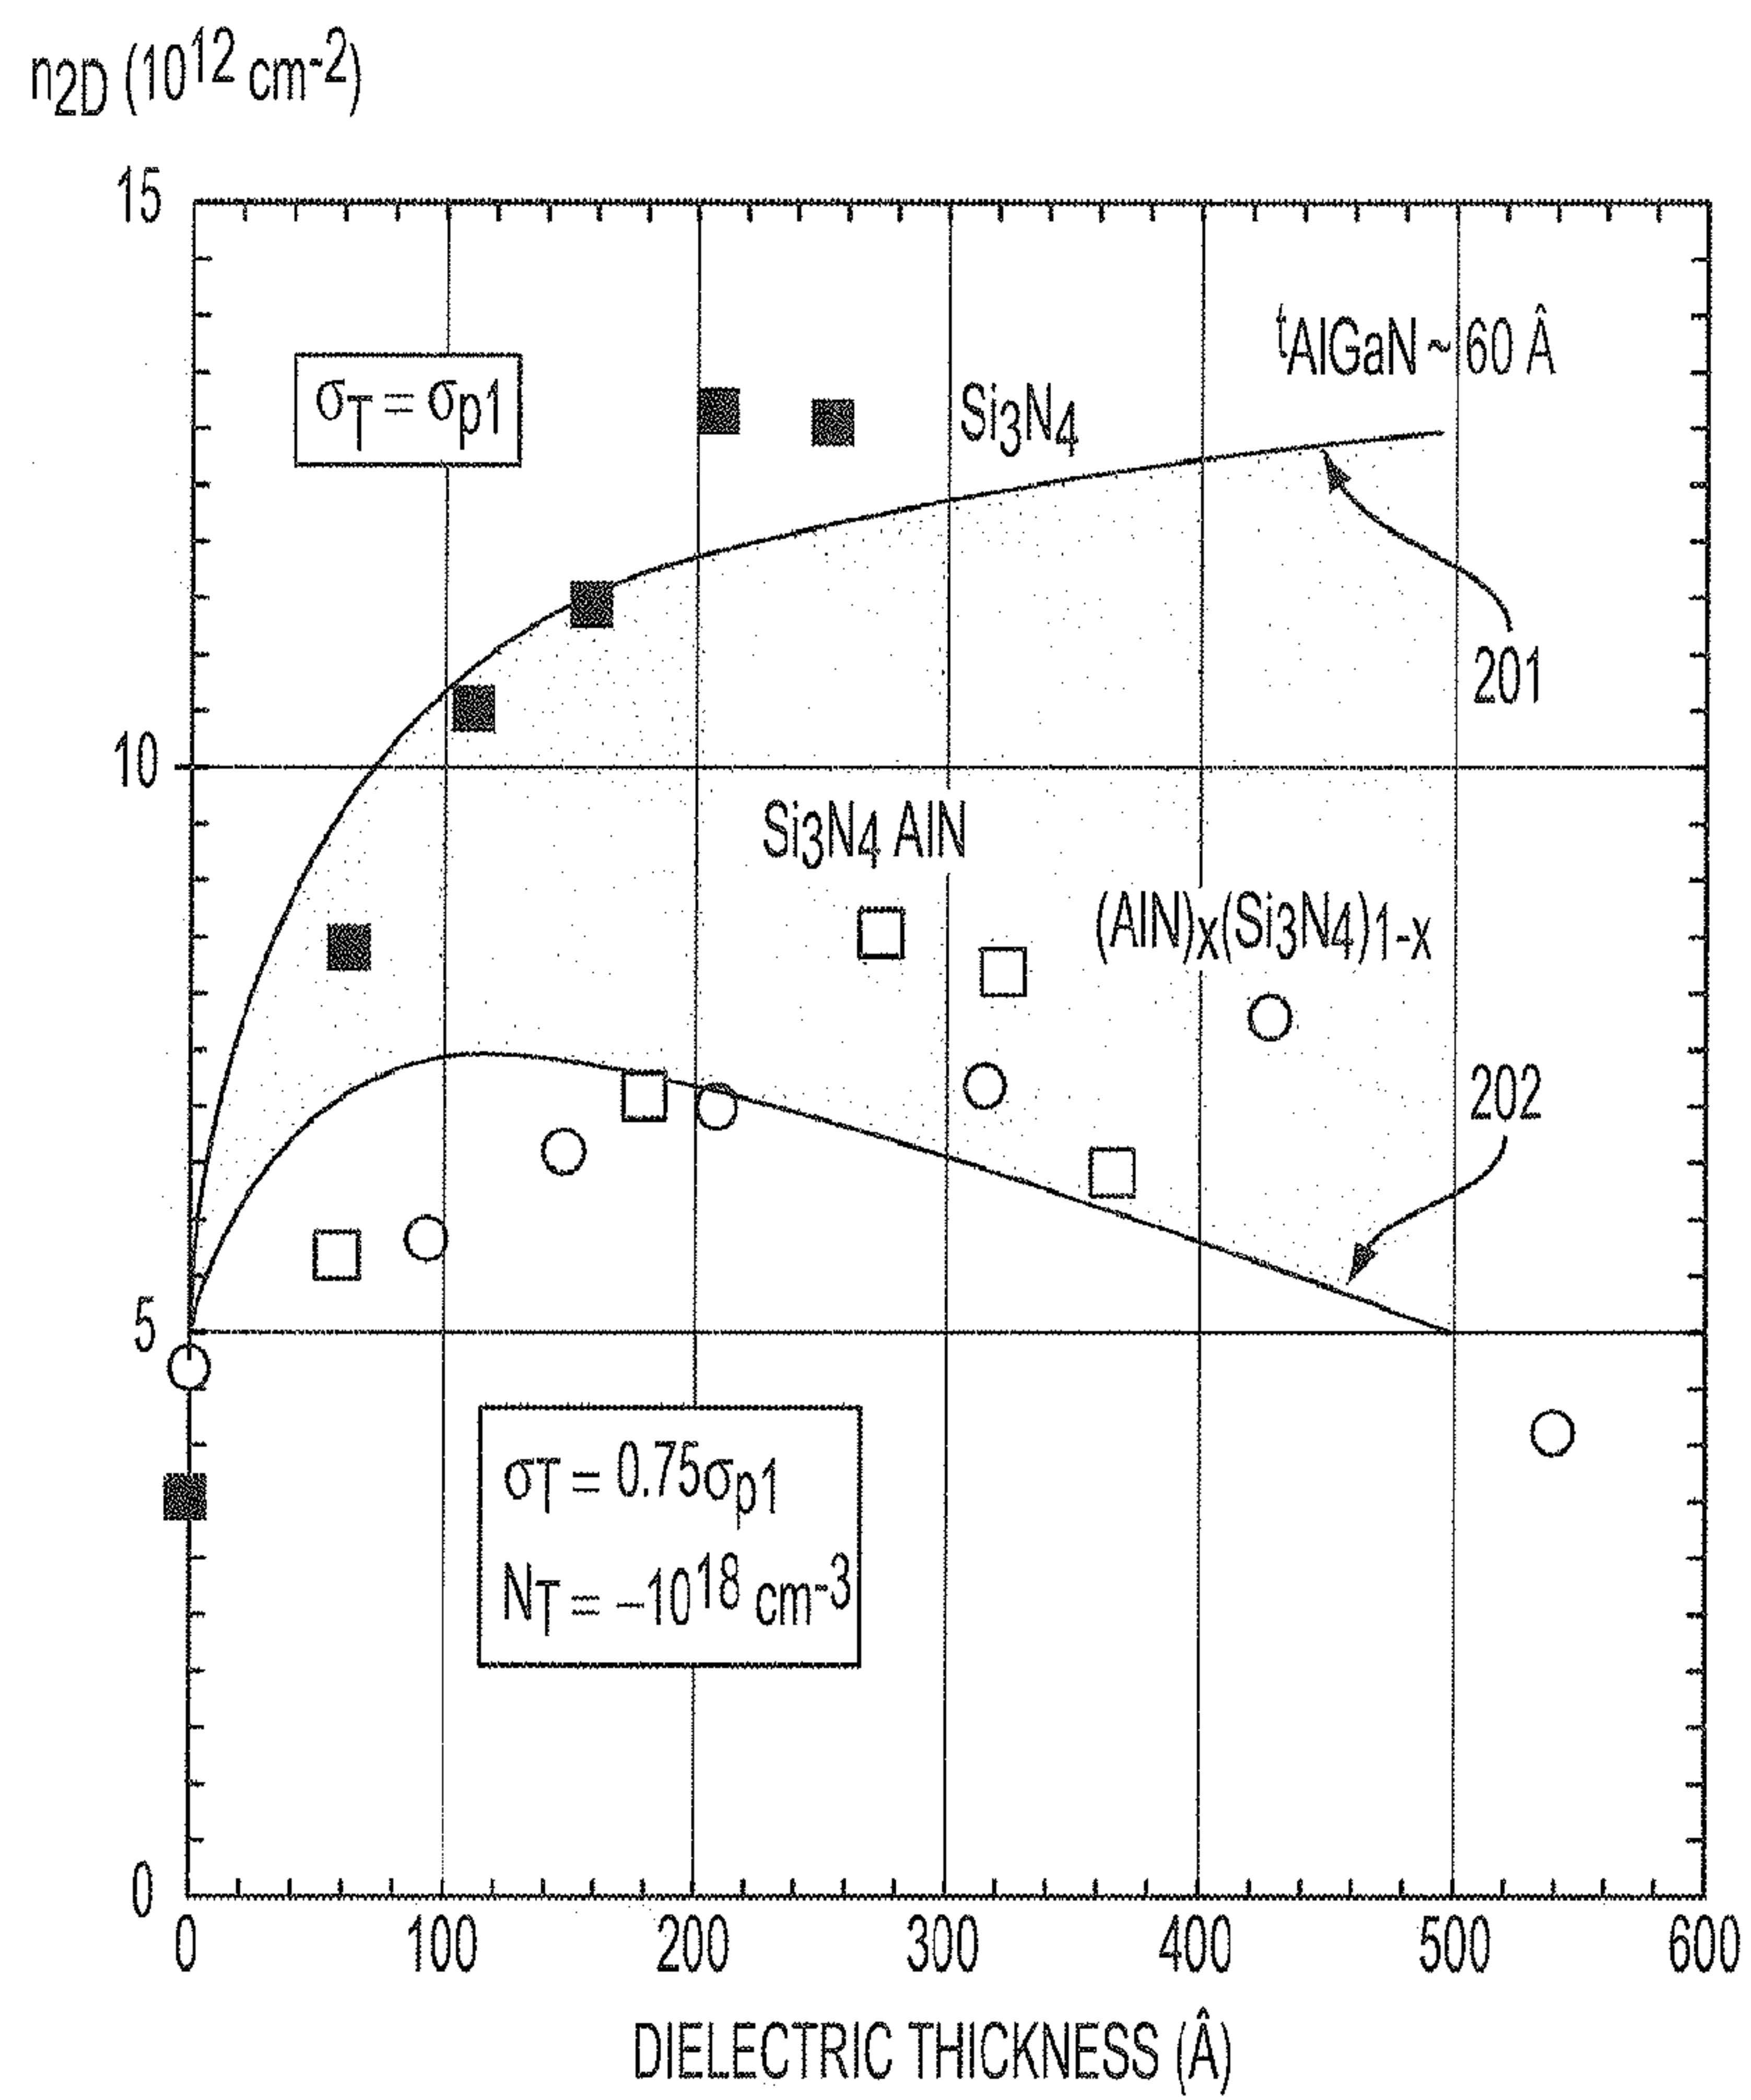 n2D (10^12 cm-2)
15
tAlGaN ~ 60 Å
σT = σp1
Si3N4
201
10
Si3N4 AlN
(AlN)x(Si3N4)1-x
202
5
σT = 0.75σp1
NT = –10^18 cm-3
0
0 100 200 300 400 500 600
DIELECTRIC THICKNESS (Å)